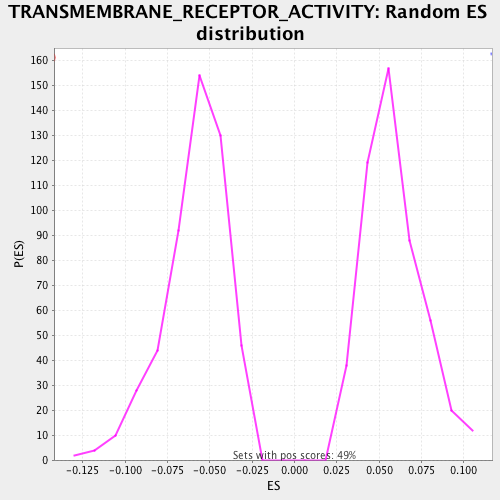 TRANSMEMBRANE_RECEPTOR_ACTIVITY: Random ES
distribution
160
150
140
130
120
110
100
90
80
70
60
50
40
30
20
10
0
P(ES)
Sets with pos scores: 49%
-0.125 -0.100 -0.075 -0.050 -0.025 0.000 0.025 0.050 0.075 0.100
ES